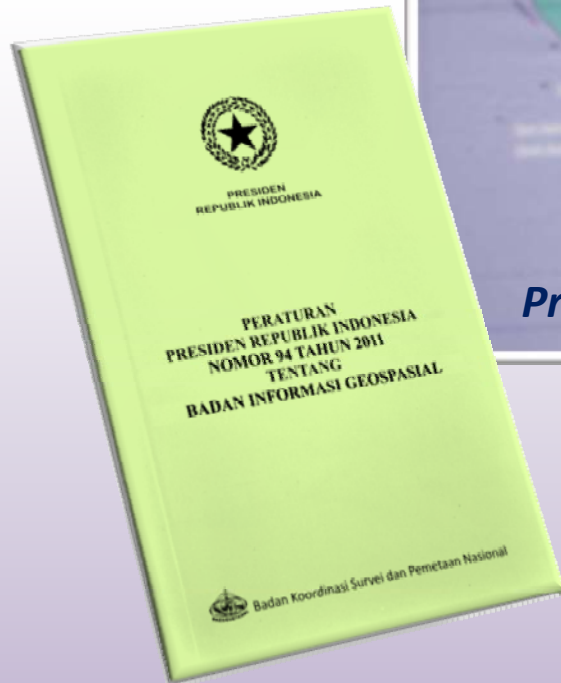 PRESIDEN
REPUBLIK INDONESIA
PERATURAN
PRESIDEN REPUBLIK INDONESIA
NOMOR 94 TAHUN 2011
TENTANG
BADAN INFORMASI GEOSPASIAL
Badan Koordinasi Survei dan Pemetaan Nasional
Pr